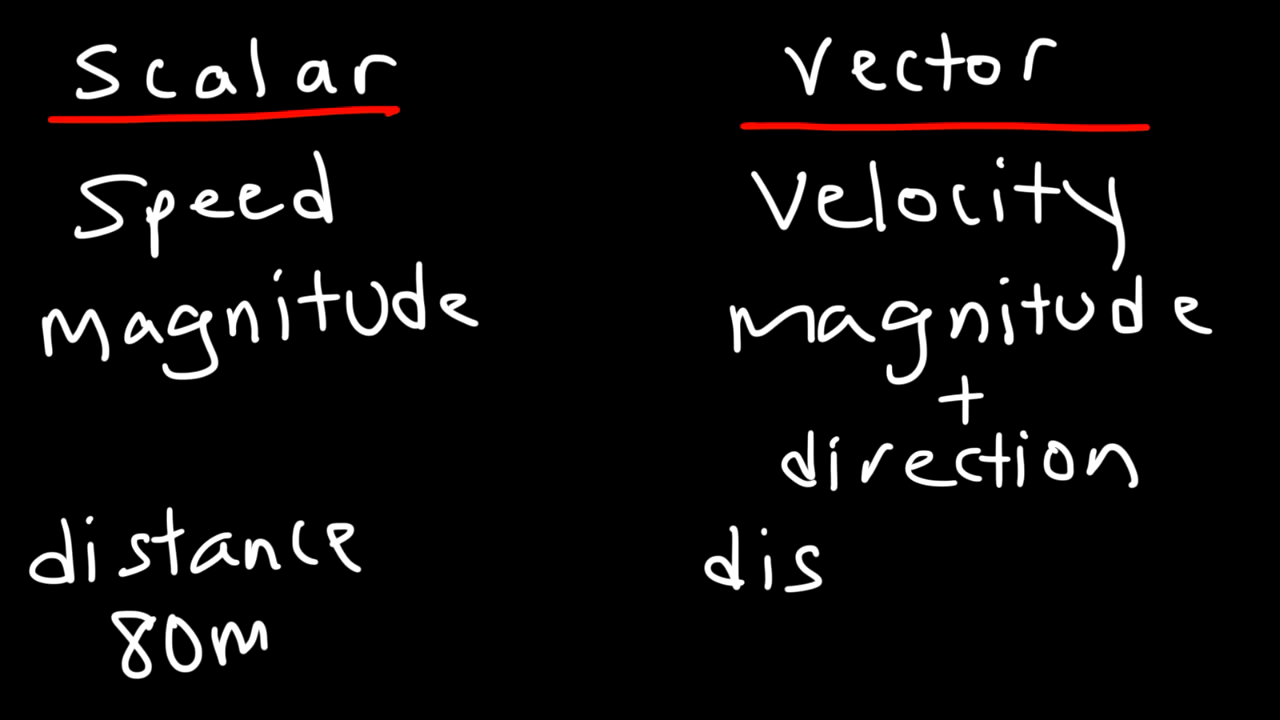 Scalar
Vector
Speed
Velocity
magnitude
magnitude
+
direction
distance
dis
80m